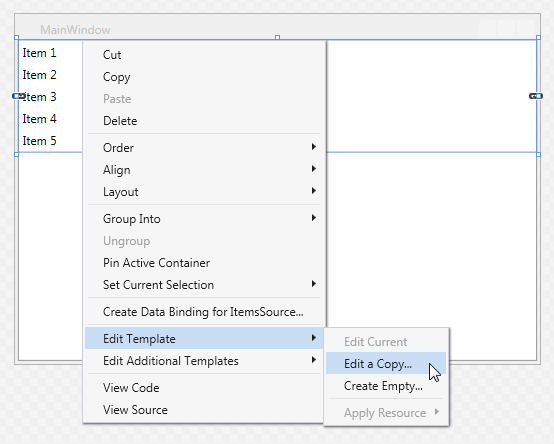 MainWindow
Item 1
Item 2
Item 3
Item 4
Item 5
Cut
Copy
Paste
Delete
Order
Align
Layout
Group Into
Ungroup
Pin Active Container
Set Current Selection
Create Data Binding for ItemsSource...
Edit Template
Edit Additional Templates
View Code
View Source
Edit Current
Edit a Copy...
Create Empty...
Apply Resource